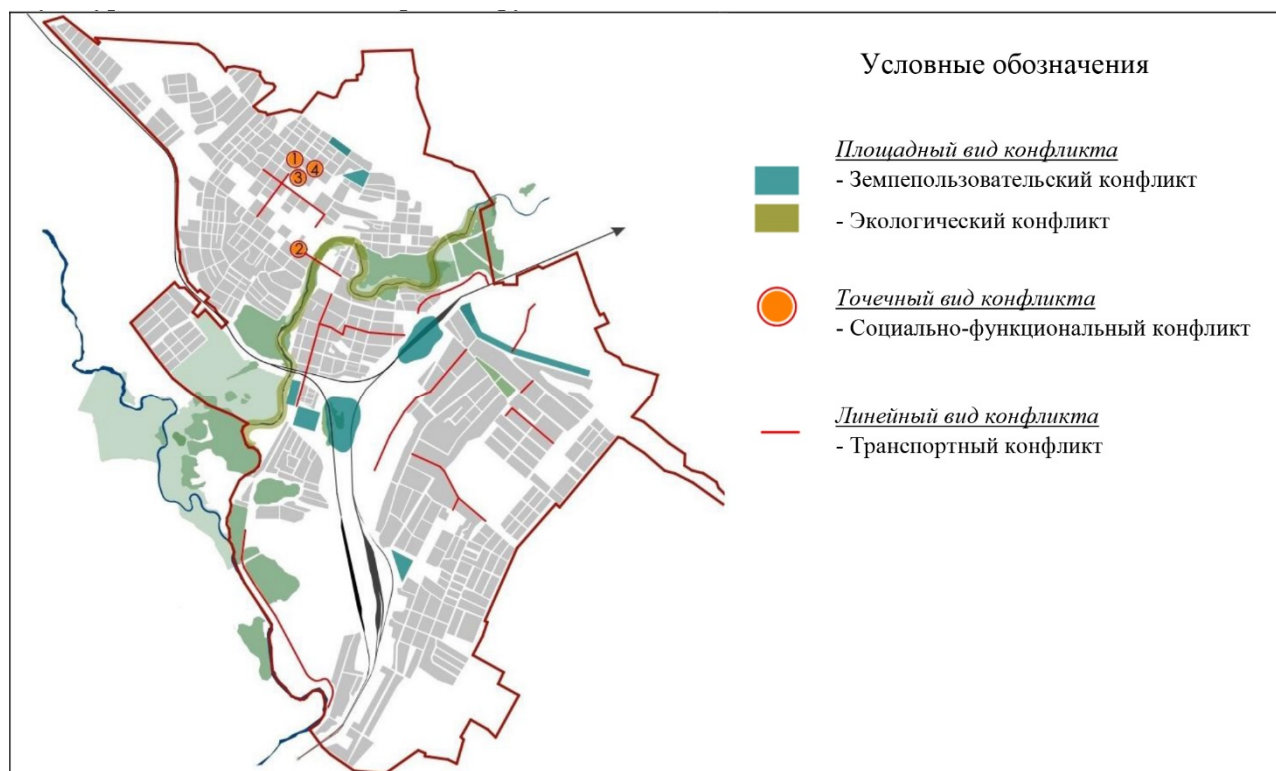 1
4
3
2
Условные обозначения
Площадный вид конфликта
- Земпепользовательский конфликт
- Экологический конфликт
Точечный вид конфликта
- Социально-функциональный конфликт
Линейный вид конфликта
- Транспортный конфликт